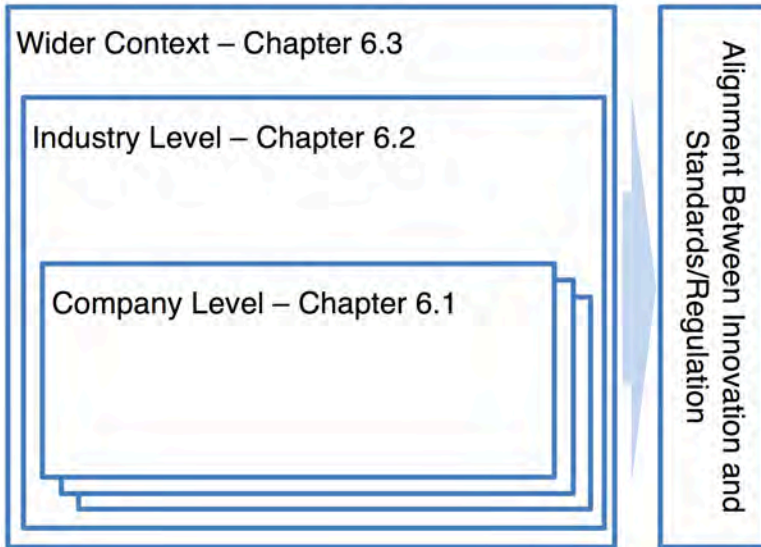 Wider Context – Chapter 6.3
Industry Level – Chapter 6.2
Company Level – Chapter 6.1
Alignment Between Innovation and
Standards/Regulation